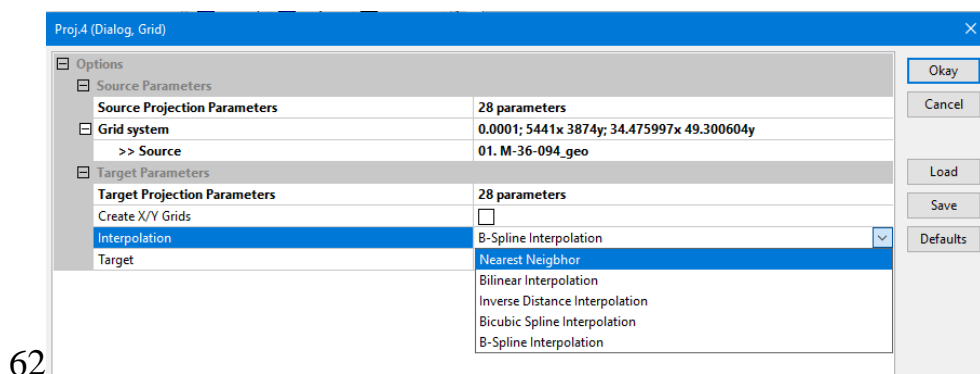 Proj.4 (Dialog, Grid)
Options
Source Parameters
Source Projection Parameters 28 parameters
Grid system 0.0001; 5441x 3874y; 34.475997x 49.300604y
>> Source 01. M-36-094_geo
Target Parameters
Target Projection Parameters 28 parameters
Create X/Y Grids
Interpolation B-Spline Interpolation
Target Nearest Neigbhor
Bilinear Interpolation
Inverse Distance Interpolation
Bicubic Spline Interpolation
B-Spline Interpolation
Okay
Cancel
Load
Save
Defaults
62